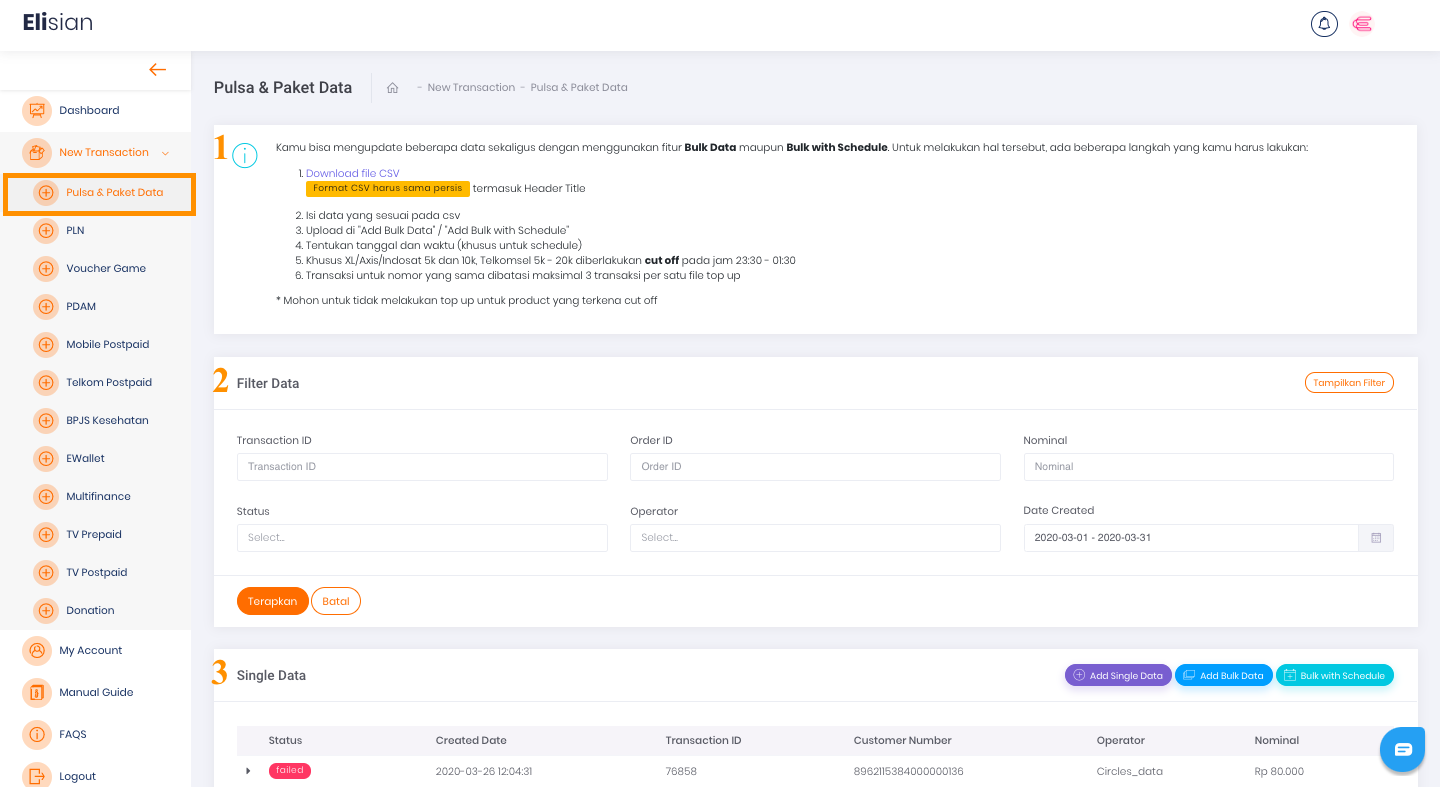 Elisian
Dashboard
New Transaction
Pulsa & Paket Data
PLN
Voucher Game
PDAM
Mobile Postpaid
Telkom Postpaid
BPJS Kesehatan
EWallet
Multifinance
TV Prepaid
TV Postpaid
Donation
My Account
Manual Guide
FAQS
Logout
Pulsa & Paket Data - New Transaction - Pulsa & Paket Data
1
Kamu bisa mengupdate beberapa data sekaligus dengan menggunakan fitur Bulk Data maupun Bulk with Schedule. Untuk melakukan hal tersebut, ada beberapa langkah yang kamu harus lakukan:
1. Download file CSV
Format CSV harus sama persis termasuk Header Title
2. Isi data yang sesuai pada csv
3. Upload di "Add Bulk Data" / "Add Bulk with Schedule"
4. Tentukan tanggal dan waktu (khusus untuk schedule)
5. Khusus XL/Axis/Indosat 5k dan 10k, Telkomsel 5k - 20k diberlakukan cut off pada jam 23:30 - 01:30
6. Transaksi untuk nomor yang sama dibatasi maksimal 3 transaksi per satu file top up
* Mohon untuk tidak melakukan top up untuk product yang terkena cut off
2 Filter Data Tampilkan Filter
Transaction ID Order ID Nominal
Transaction ID Order ID Nominal
Status Operator Date Created
Select... Select... 2020-03-01 - 2020-03-31
Terapkan Batal
3 Single Data Add Single Data Add Bulk Data Bulk with Schedule
Status Created Date Transaction ID Customer Number Operator Nominal
failed 2020-03-26 12:04:31 76858 8962115384000000136 Circles_data Rp 80.000